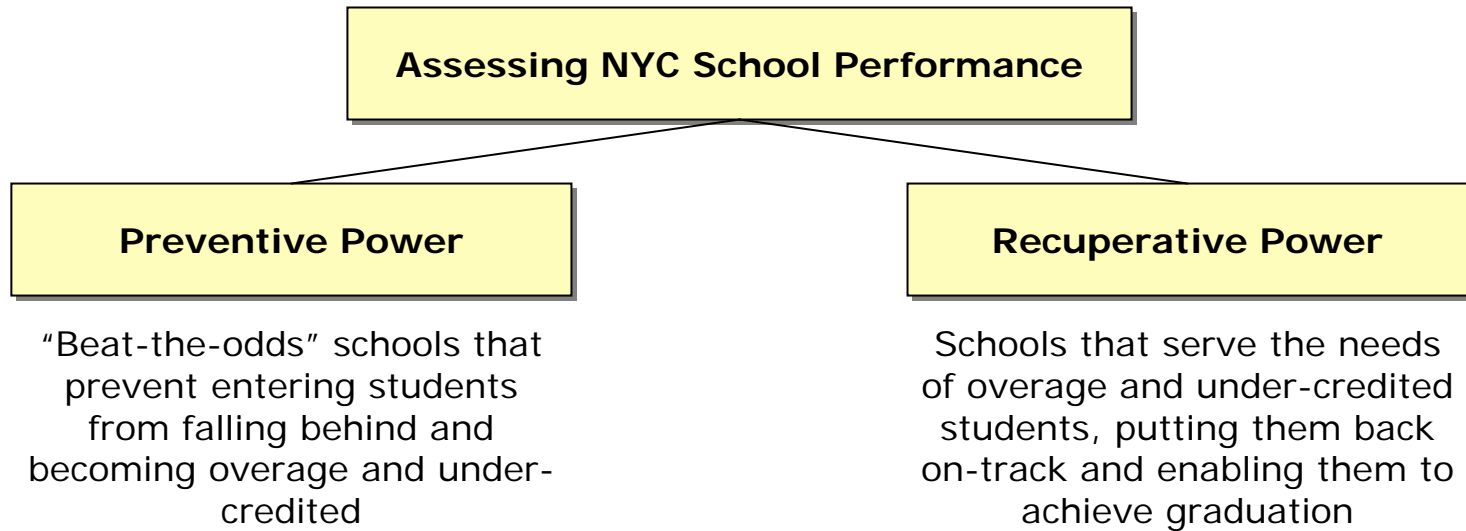 Assessing NYC School Performance
Preventive Power
"Beat-the-odds" schools that
prevent entering students
from falling behind and
becoming overage and under-
credited
Recuperative Power
Schools that serve the needs
of overage and under-credited
students, putting them back
on-track and enabling them to
achieve graduation